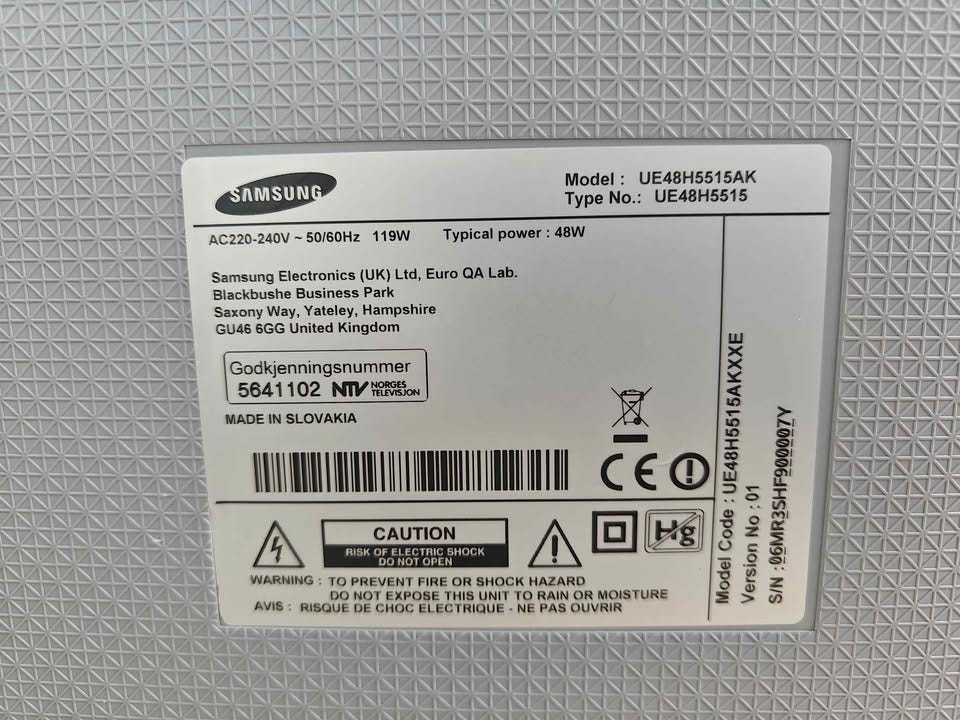 SAMSUNG
Model : UE48H5515AK
Type No.: UE48H5515
AC220-240V ~ 50/60Hz 119W Typical power : 48W
Samsung Electronics (UK) Ltd, Euro QA Lab.
Blackbushe Business Park
Saxony Way, Yateley, Hampshire
GU46 6GG United Kingdom
Godkjenningsnummer
5641102 NTV NORGES TELEVISJON
MADE IN SLOVAKIA
CE
CAUTION
RISK OF ELECTRIC SHOCK
DO NOT OPEN
Hg
WARNING : TO PREVENT FIRE OR SHOCK HAZARD
DO NOT EXPOSE THIS UNIT TO RAIN OR MOISTURE
AVIS : RISQUE DE CHOC ELECTRIQUE - NE PAS OUVRIR
Model Code : UE48H5515AKXXE
Version No : 01
S/N : 06MR3SHF900007Y